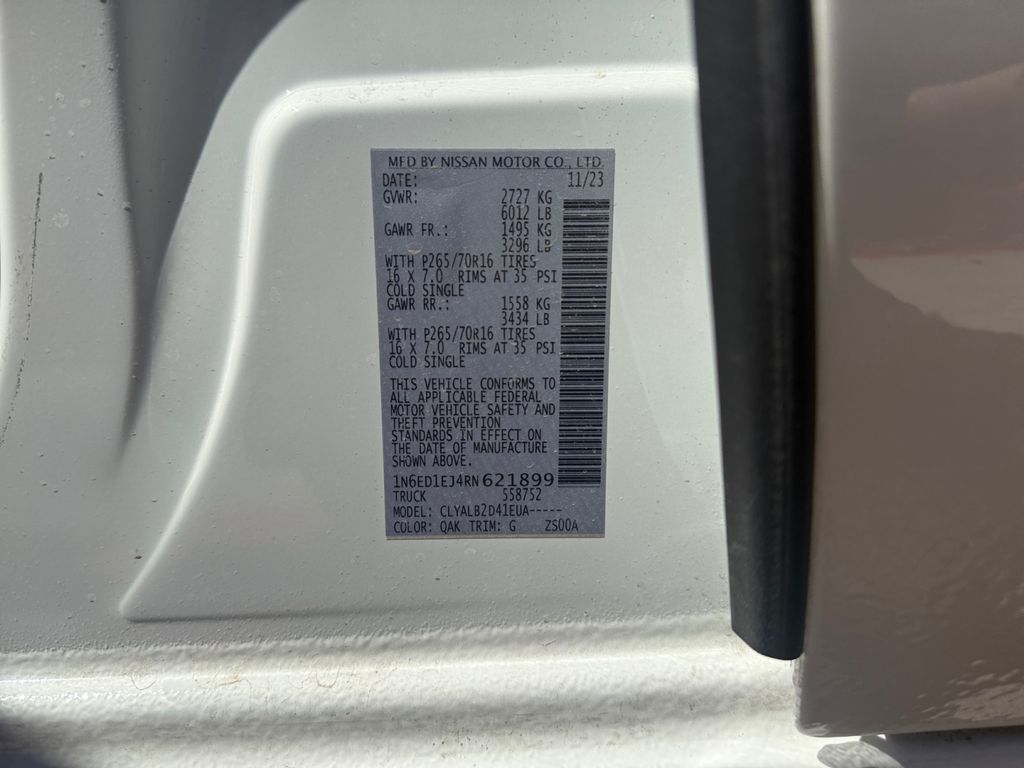 MFD BY NISSAN MOTOR CO., LTD.
DATE: 11/23
GVWR: 2727 KG
6012 LB
GAWR FR.: 1495 KG
3296 LB
WITH P265/70R16 TIRES
16 X 7.0 RIMS AT 35 PSI
COLD SINGLE
GAWR RR.: 1558 KG
3434 LB
WITH P265/70R16 TIRES
16 X 7.0 RIMS AT 35 PSI
COLD SINGLE
THIS VEHICLE CONFORMS TO
ALL APPLICABLE FEDERAL
MOTOR VEHICLE SAFETY AND
THEFT PREVENTION
STANDARDS IN EFFECT ON
THE DATE OF MANUFACTURE
SHOWN ABOVE.
1N6ED1EJ4RN621899
TRUCK 558752
MODEL: CLYALB2D41EUA-----
COLOR: QAK TRIM: G ZS00A